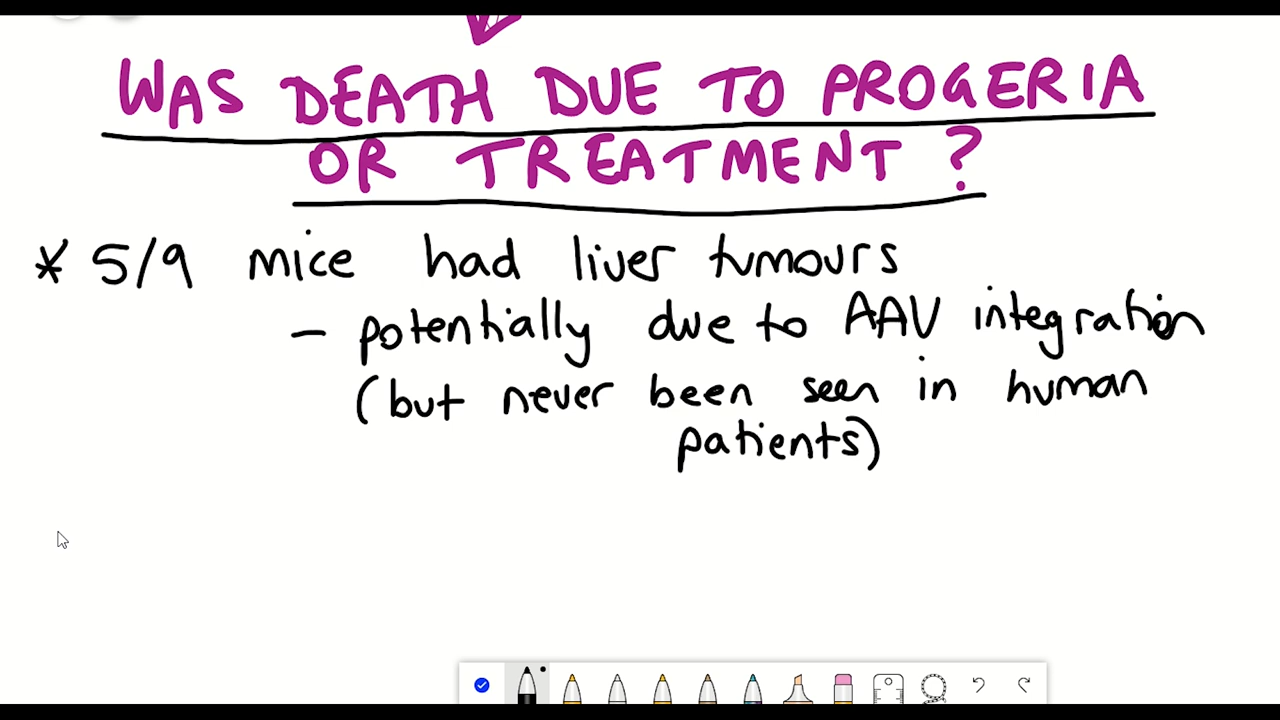 WAS DEATH DUE TO PROGERIA
OR TREATMENT?
* 5/9 mice had liver tumours
- potentially due to AAV integration
(but never been seen in human
patients)